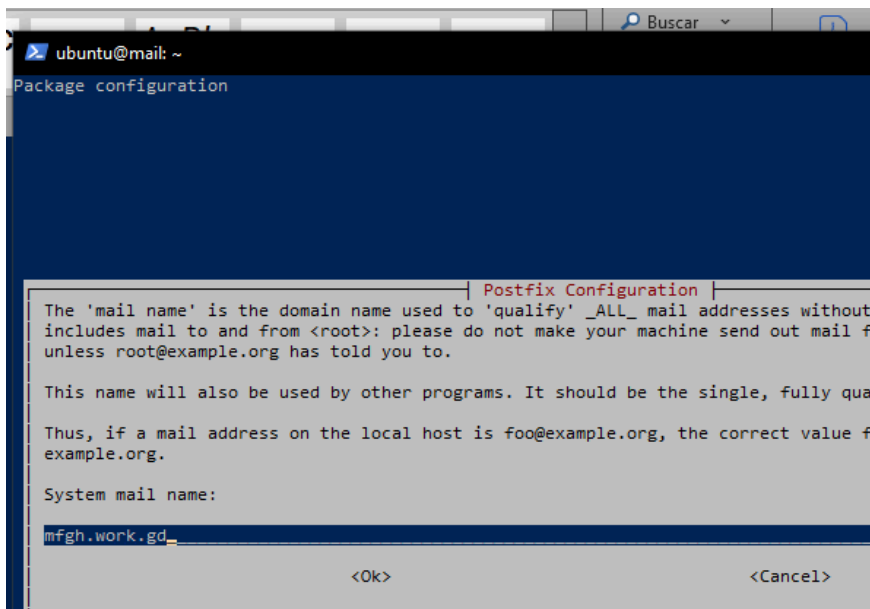 Buscar
ubuntu@mail: ~
Package configuration
Postfix Configuration
The 'mail name' is the domain name used to 'qualify' _ALL_ mail addresses without
includes mail to and from <root>: please do not make your machine send out mail f
unless root@example.org has told you to.
This name will also be used by other programs. It should be the single, fully qua
Thus, if a mail address on the local host is foo@example.org, the correct value f
example.org.
System mail name:
mfgh.work.gd
<Ok> <Cancel>